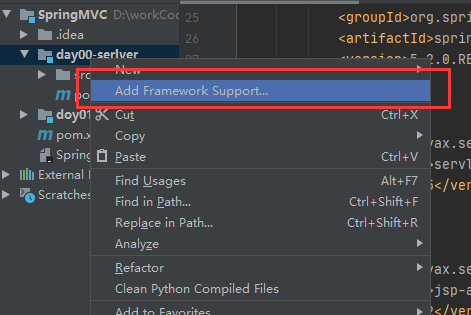 SpringMVC D:\workCod
.idea
day00-serlver
doy01
pom.x
Spring
External
Scratches
25
27
<groupId>org.spri
<artifactId>sprin
<version>5.2.0.RE
New
Add Framework Support...
Cut Ctrl+X
Copy
Paste Ctrl+V
Find Usages Alt+F7
Find in Path... Ctrl+Shift+F
Replace in Path... Ctrl+Shift+R
Analyze
Refactor
Clean Python Compiled Files
Add to Favorites
vax.se
>servl
5</ver
vax.se
>jsp-a
2</ver